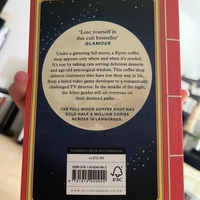 'Lose yourself in
this cult bestseller'
GLAMOUR
Under a glittering full moon, a Kyoto coffee
shop appears only where and when it's needed.
It's run by talking cats serving delicious desserts
and age-old astrological wisdom. This coffee shop
attracts customers who have lost their way in life,
from a failed video game developer to a romantically
challenged TV director. In the middle of the night,
the feline guides will set everyone on
their destined paths...
THE FULL MOON COFFEE SHOP HAS
SOLD HALF A MILLION COPIES
ACROSS IN LANGUAGES.
FSC